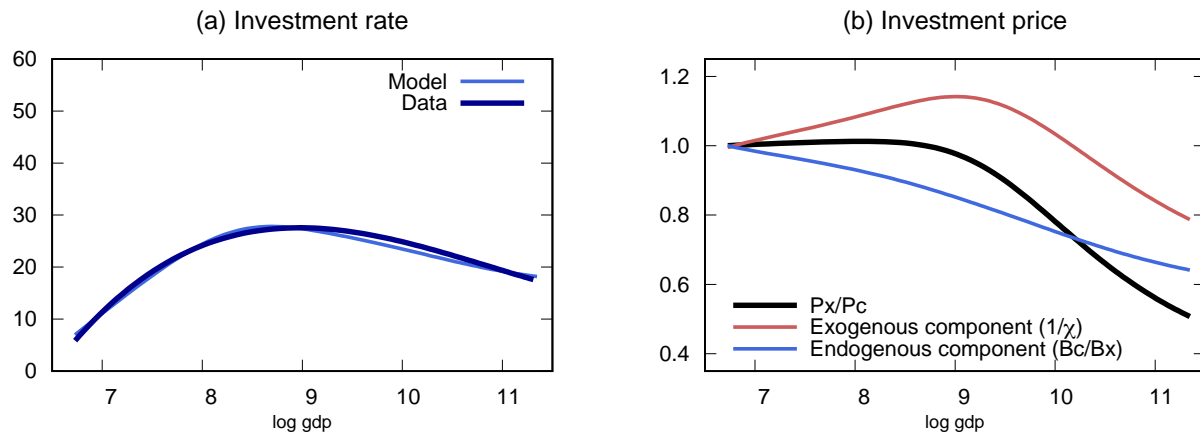 (a) Investment rate
60
50
40
30
20
10
0
Model
Data
7 8 9 10 11
log gdp
(b) Investment price
1.2
1.0
0.8
0.6
0.4
Px/Pc
Exogenous component (1/χ)
Endogenous component (Bc/Bx)
7 8 9 10 11
log gdp